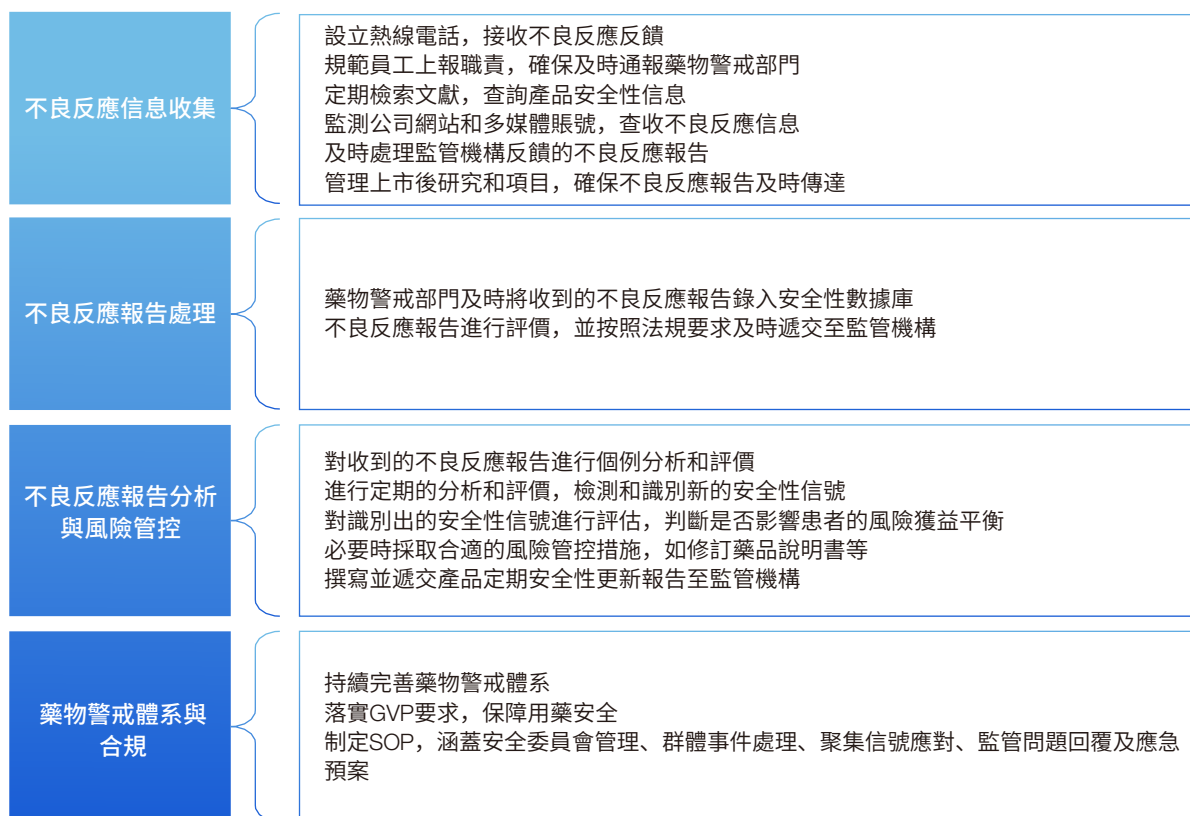 不良反應信息收集
設立熱線電話，接收不良反應反饋
規範員工上報職責，確保及時通報藥物警戒部門
定期檢索文獻，查詢產品安全性信息
監測公司網站和多媒體賬號，查收不良反應信息
及時處理監管機構反饋的不良反應報告
管理上市後研究和項目，確保不良反應報告及時傳達
不良反應報告處理
藥物警戒部門及時將收到的不良反應報告錄入安全性數據庫
不良反應報告進行評價，並按照法規要求及時遞交至監管機構
不良反應報告分析
與風險管控
對收到的不良反應報告進行個例分析和評價
進行定期的分析和評價，檢測和識別新的安全性信號
對識別出的安全性信號進行評估，判斷是否影響患者的風險獲益平衡
必要時採取合適的風險管控措施，如修訂藥品說明書等
撰寫並遞交產品定期安全性更新報告至監管機構
藥物警戒體系與
合規
持續完善藥物警戒體系
落實GVP要求，保障用藥安全
制定SOP，涵蓋安全委員會管理、群體事件處理、聚集信號應對、監管問題回覆及應急
預案